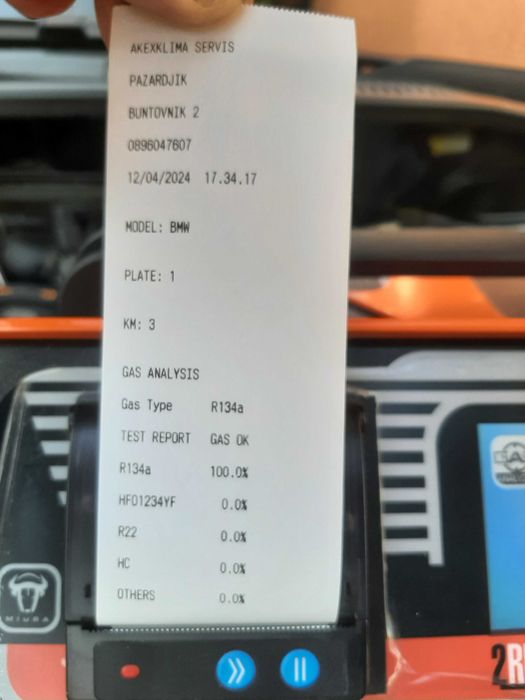 AKEXKLIMA SERVIS
PAZARDJIK
BUNTOVNIK 2
0896047607
12/04/2024 17.34.17
MODEL: BMW
PLATE: 1
KM: 3
GAS ANALYSIS
Gas Type R134a
TEST REPORT GAS OK
R134a 100.0%
HFO1234YF 0.0%
R22 0.0%
HC 0.0%
OTHERS 0.0%
MIURA